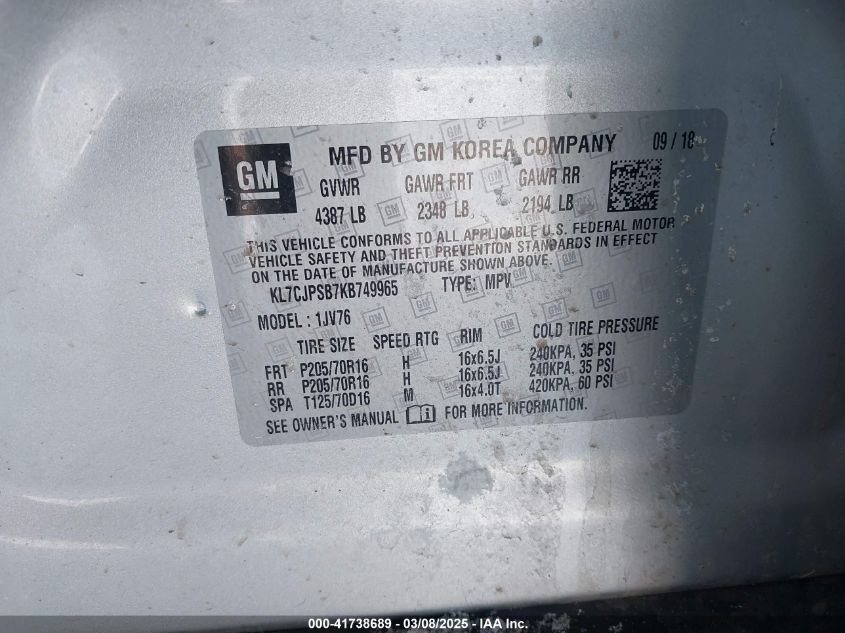 GM
MFD BY GM KOREA COMPANY 09 / 18
GVWR GAWR FRT GAWR RR
4387 LB 2348 LB 2194 LB
THIS VEHICLE CONFORMS TO ALL APPLICABLE U.S. FEDERAL MOTOR
VEHICLE SAFETY AND THEFT PREVENTION STANDARDS IN EFFECT
ON THE DATE OF MANUFACTURE SHOWN ABOVE.
KL7CJPSB7KB749965 TYPE: MPV
MODEL : 1JV76
TIRE SIZE SPEED RTG RIM COLD TIRE PRESSURE
FRT P205/70R16 H 16x6.5J 240KPA, 35 PSI
RR P205/70R16 H 16x6.5J 240KPA, 35 PSI
SPA T125/70D16 M 16x4.0T 420KPA, 60 PSI
SEE OWNER'S MANUAL FOR MORE INFORMATION.
000-41738689 - 03/08/2025 - IAA Inc.